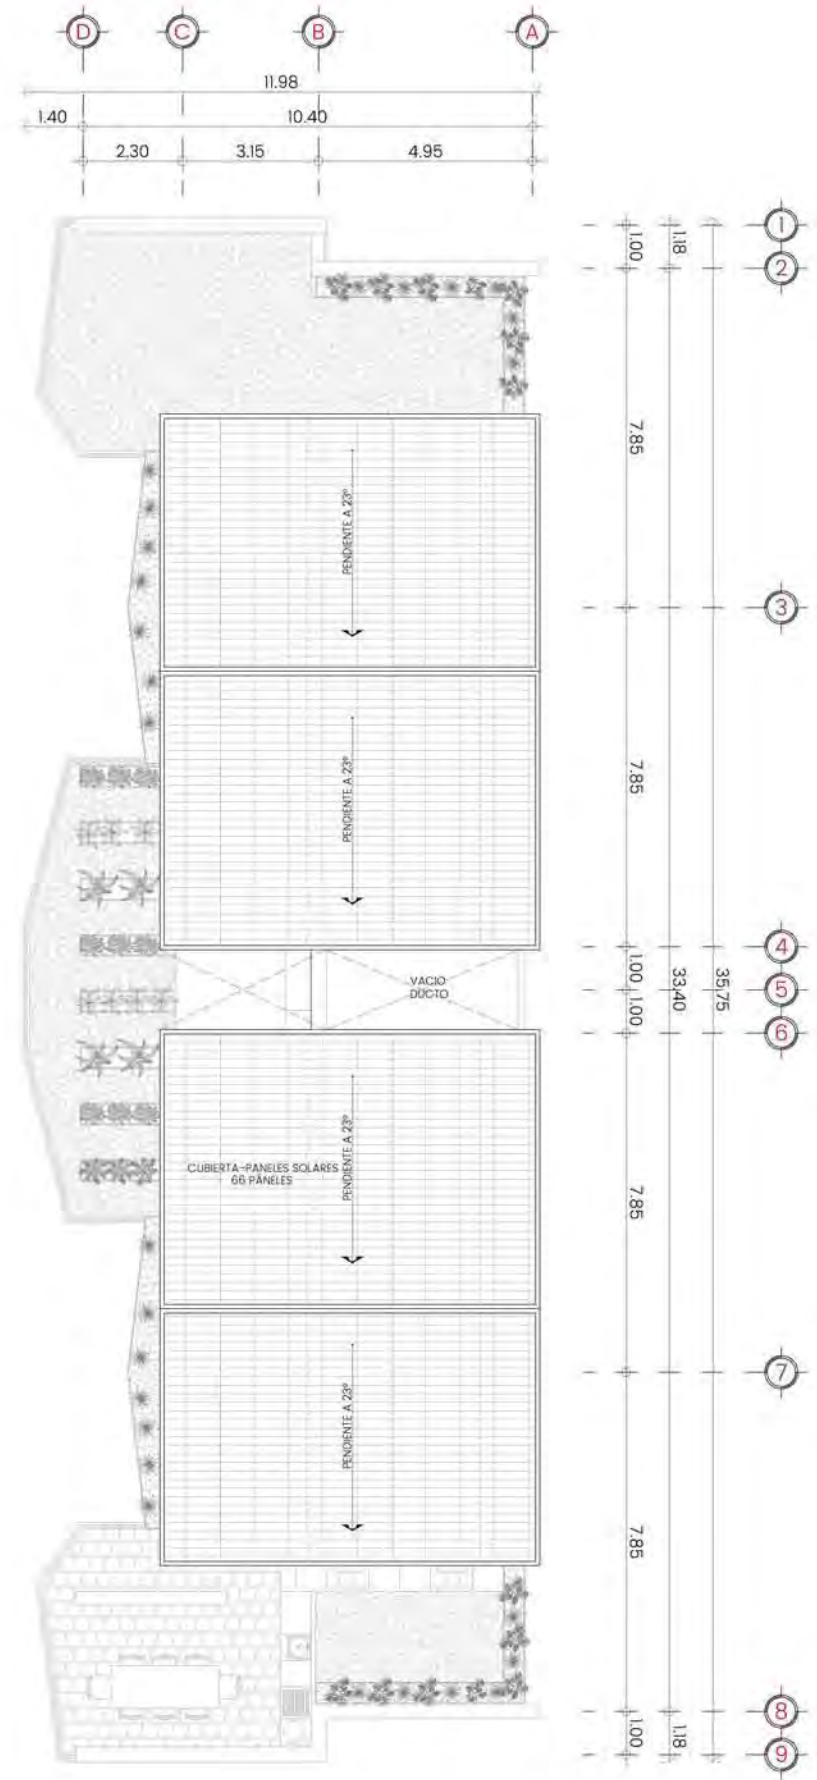 D C B A
11.98
1.40 10.40
2.30 3.15 4.95
1
1.00 1.18
2
7.85
PENDIENTE A 23°
3
7.85
PENDIENTE A 23°
4
1.00 33.40 35.75
VACIO
DUCTO
5
1.00
6
PENDIENTE A 23°
CUBIERTA-PANELES SOLARES
66 PÁNELES
7.85
7
PENDIENTE A 23°
7.85
8
1.00 1.18
9